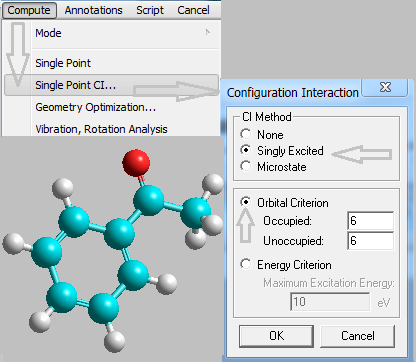 Compute Annotations Script Cancel
Mode
Single Point
Single Point CI...
Geometry Optimization...
Vibration, Rotation Analysis
Configuration Interaction
CI Method
None
Singly Excited
Microstate
Orbital Criterion
Occupied: 6
Unoccupied: 6
Energy Criterion
Maximum Excitation Energy:
10 eV
OK Cancel